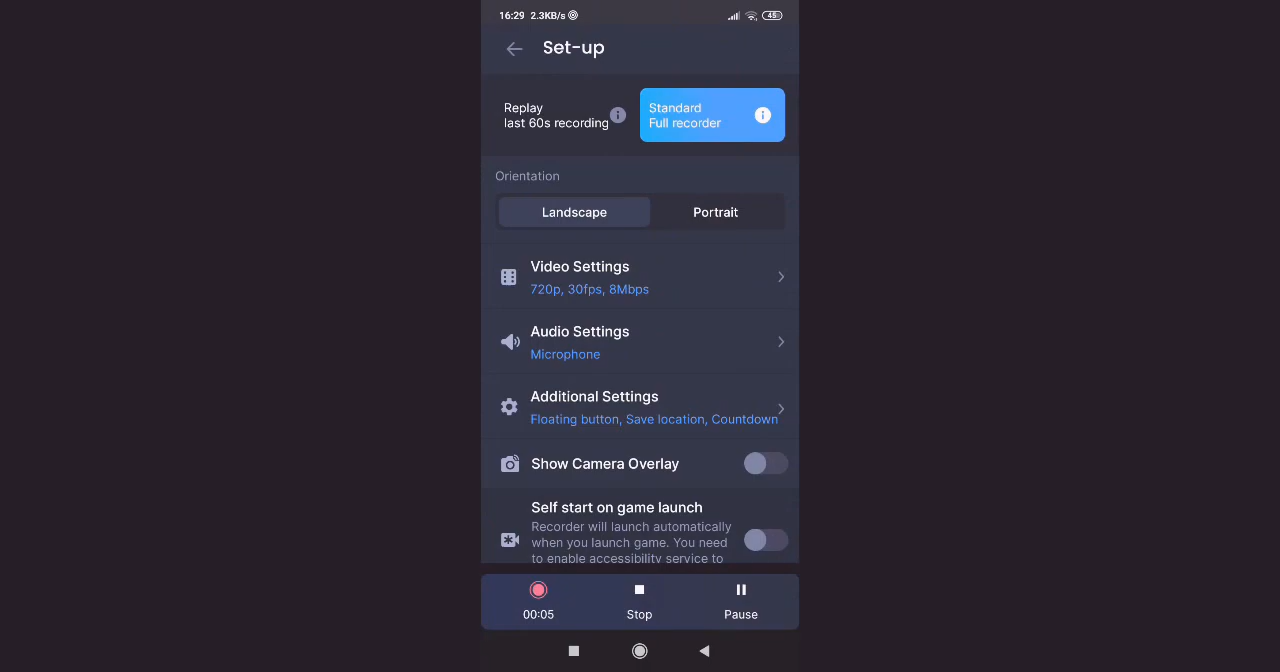 16:29 2.3KB/s 45
Set-up
Replay
last 60s recording
Standard
Full recorder
Orientation
Landscape Portrait
Video Settings
720p, 30fps, 8Mbps
Audio Settings
Microphone
Additional Settings
Floating button, Save location, Countdown
Show Camera Overlay
Self start on game launch
Recorder will launch automatically
when you launch game. You need
to enable accessibility service to
00:05 Stop Pause